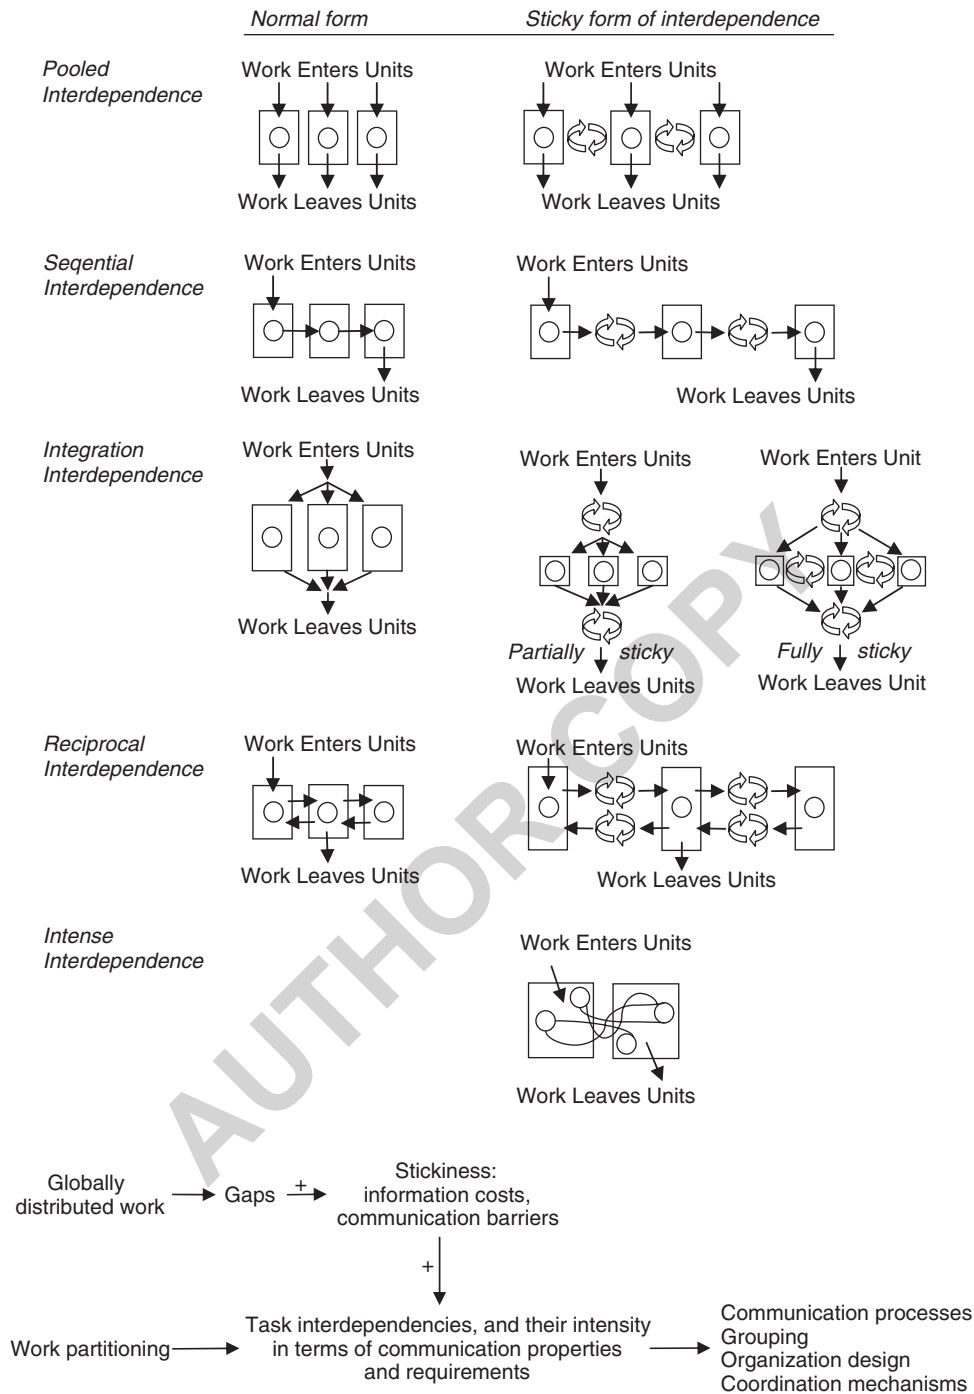 Normal form
Sticky form of interdependence
Pooled
Interdependence
Work Enters Units
Work Enters Units
Work Leaves Units
Work Leaves Units
Seqential
Interdependence
Work Enters Units
Work Enters Units
Work Leaves Units
Work Leaves Units
Integration
Interdependence
Work Enters Units
Work Enters Units
Work Enters Unit
Work Leaves Units
Partially sticky
Work Leaves Units
Fully sticky
Work Leaves Unit
Reciprocal
Interdependence
Work Enters Units
Work Enters Units
Work Leaves Units
Work Leaves Units
Intense
Interdependence
Work Enters Units
Work Leaves Units
AUTHOR COPY
Globally
distributed work
Gaps
+
Stickiness:
information costs,
communication barriers
+
Work partitioning
Task interdependencies, and their intensity
in terms of communication properties
and requirements
Communication processes
Grouping
Organization design
Coordination mechanisms